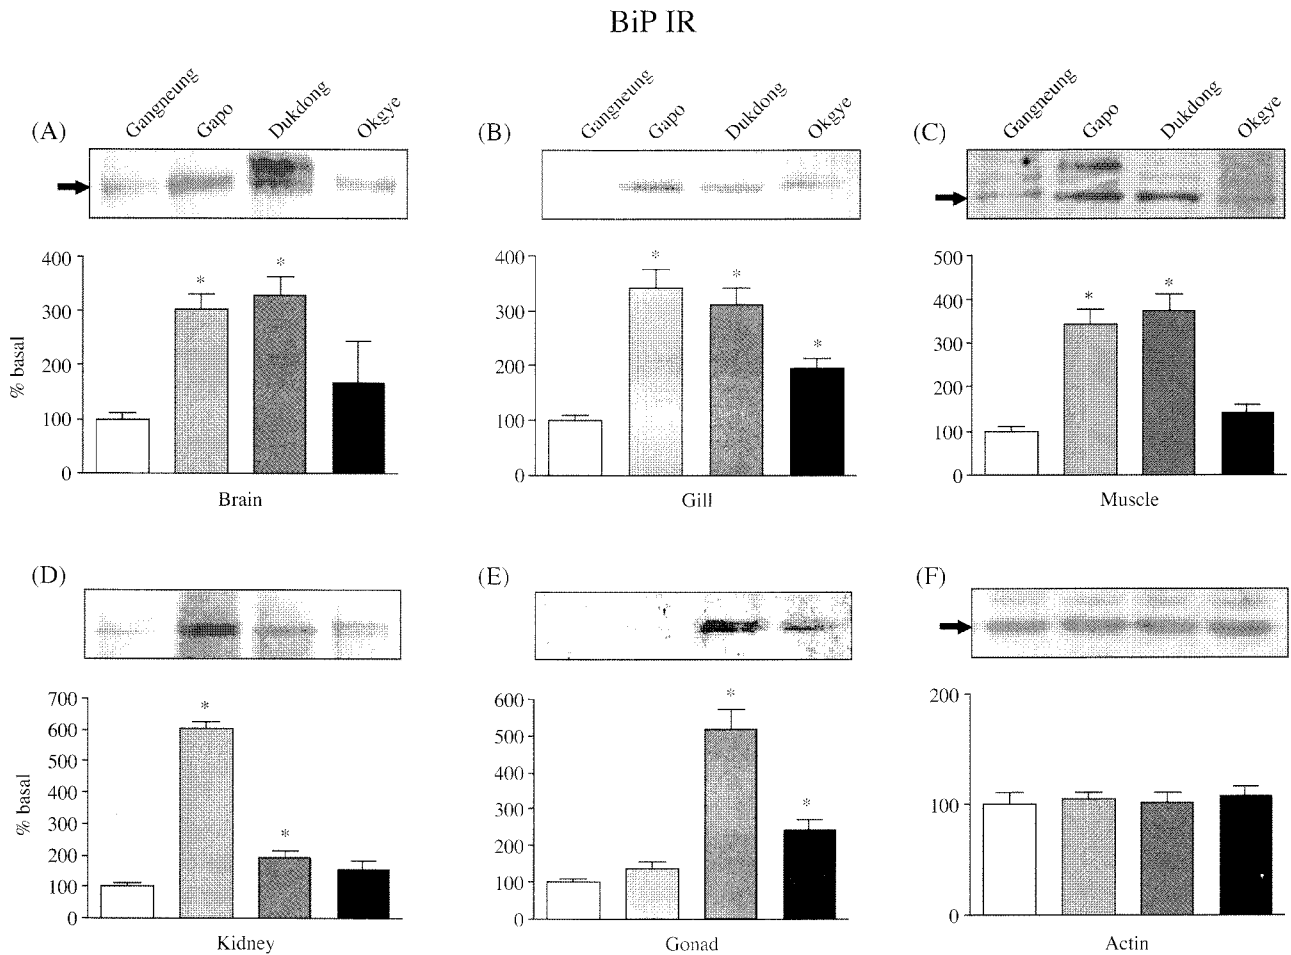 BiP IR
(A) Gangneung Gapo Dukdong Okgye
(B) Gangneung Gapo Dukdong Okgye
(C) Gangneung Gapo Dukdong Okgye
% basal
400
300
200
100
0
* *
Brain
400
300
200
100
0
* * *
Gill
500
400
300
200
100
0
* *
Muscle
(D)
(E)
(F)
% basal
700
600
500
400
300
200
100
0
* *
Kidney
600
500
400
300
200
100
0
* *
Gonad
200
100
0
Actin